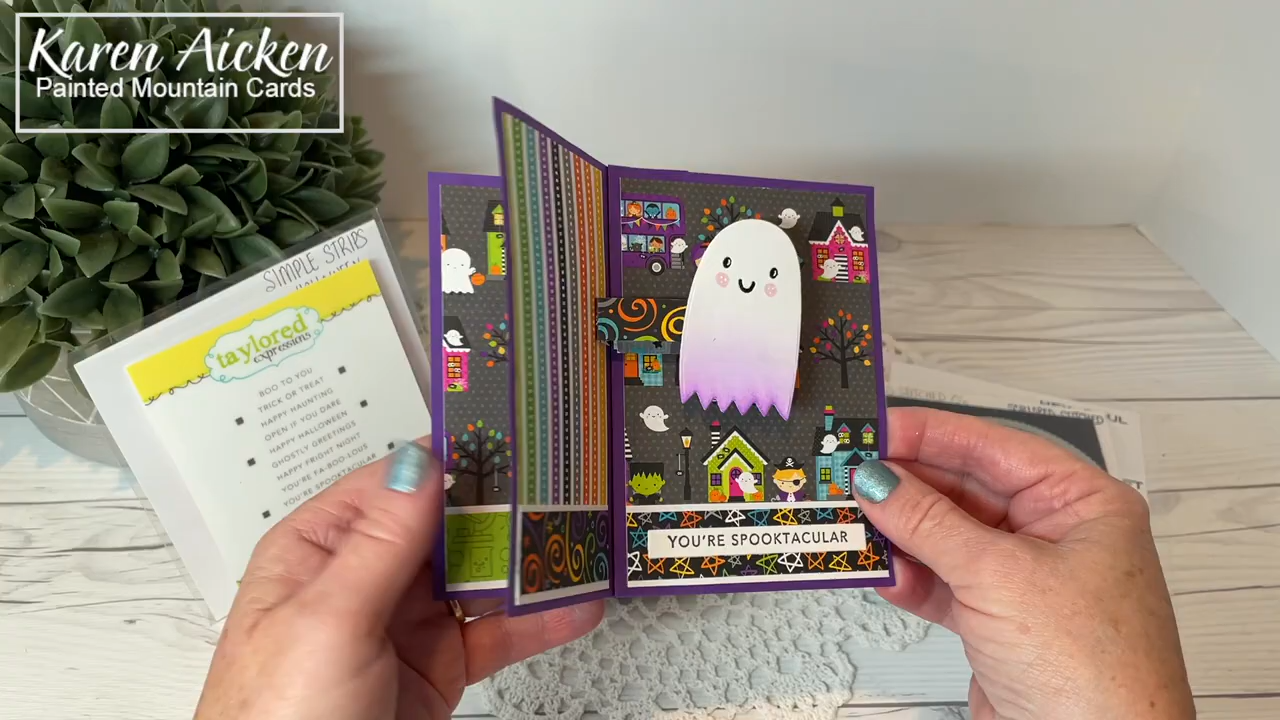 Karen Aicken
Painted Mountain Cards
SIMPLE STRIPS
taylored
expressions
BOO TO YOU
TRICK OR TREAT
HAPPY HAUNTING
OPEN IF YOU DARE
HAPPY HALLOWEEN
GHOSTLY GREETINGS
HAPPY FRIGHT NIGHT
YOU'RE FA-BOO-LOUS
YOU'RE SPOOKTACULAR
YOU'RE SPOOKTACULAR